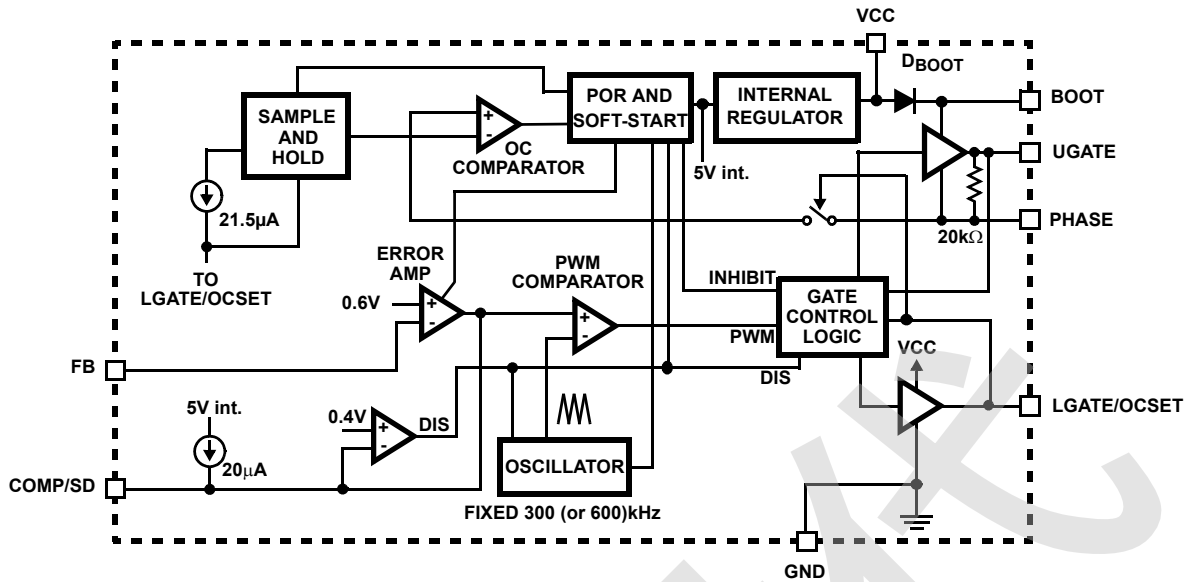 VCC
DBOOT
BOOT
SAMPLE
AND
HOLD
+
-
OC
COMPARATOR
POR AND
SOFT-START
INTERNAL
REGULATOR
5V int.
UGATE
21.5μA
TO
LGATE/OCSET
20kΩ
PHASE
ERROR
AMP
0.6V
+
-
PWM
COMPARATOR
+
-
INHIBIT
PWM
DIS
GATE
CONTROL
LOGIC
VCC
FB
5V int.
20μA
0.4V
+
-
DIS
OSCILLATOR
FIXED 300 (or 600)kHz
LGATE/OCSET
COMP/SD
GND